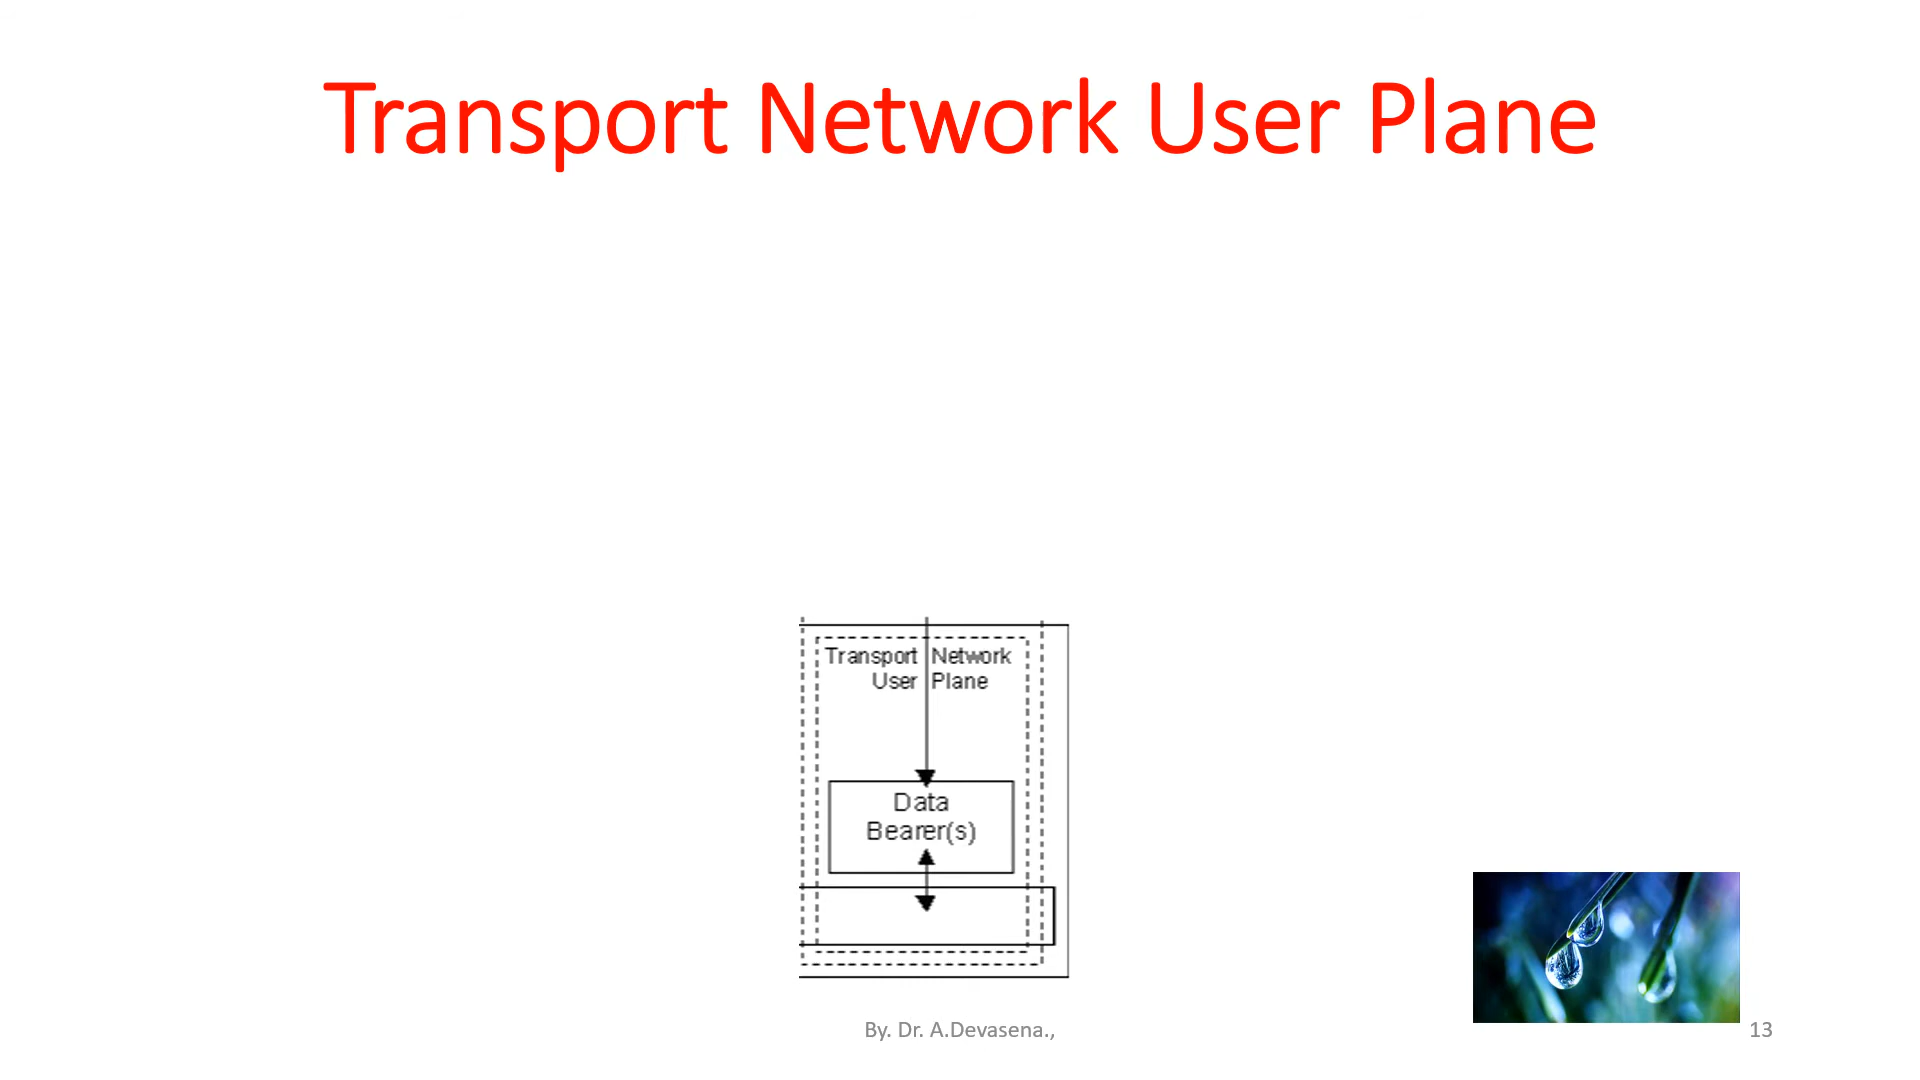 Transport Network User Plane
Transport Network
User Plane
Data
Bearer(s)
By. Dr. A.Devasena.,
13